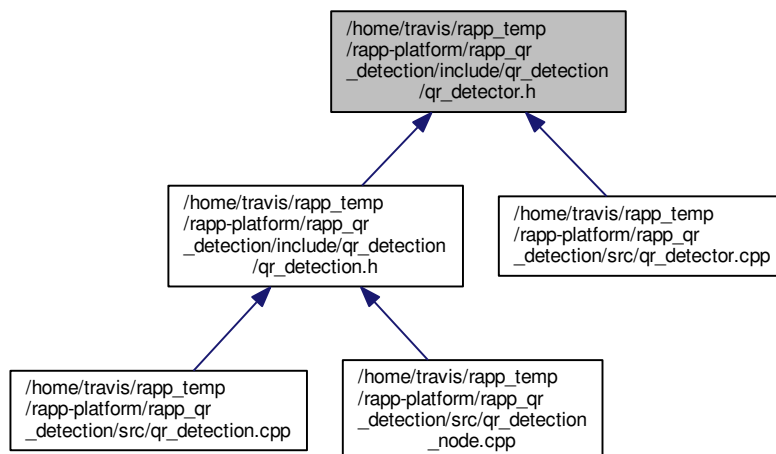 /home/travis/rapp_temp
/rapp-platform/rapp_qr
_detection/include/qr_detection
/qr_detector.h
/home/travis/rapp_temp
/rapp-platform/rapp_qr
_detection/include/qr_detection
/qr_detection.h
/home/travis/rapp_temp
/rapp-platform/rapp_qr
_detection/src/qr_detector.cpp
/home/travis/rapp_temp
/rapp-platform/rapp_qr
_detection/src/qr_detection.cpp
/home/travis/rapp_temp
/rapp-platform/rapp_qr
_detection/src/qr_detection
_node.cpp